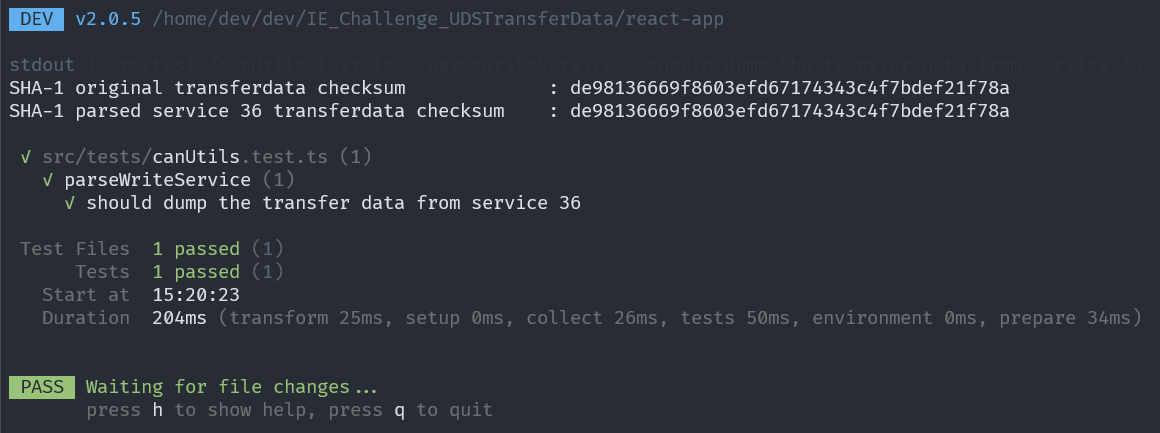 DEV v2.0.5 /home/dev/dev/IE_Challenge_UDSTransferData/react-app
stdout | src/tests/canUtils.test.ts > parseWriteService > should dump the transfer data from service 36
SHA-1 original transferdata checksum : de98136669f8603efd67174343c4f7bdef21f78a
SHA-1 parsed service 36 transferdata checksum : de98136669f8603efd67174343c4f7bdef21f78a
√ src/tests/canUtils.test.ts (1)
√ parseWriteService (1)
√ should dump the transfer data from service 36
Test Files 1 passed (1)
Tests 1 passed (1)
Start at 15:20:23
Duration 204ms (transform 25ms, setup 0ms, collect 26ms, tests 50ms, environment 0ms, prepare 34ms)
PASS Waiting for file changes...
press h to show help, press q to quit